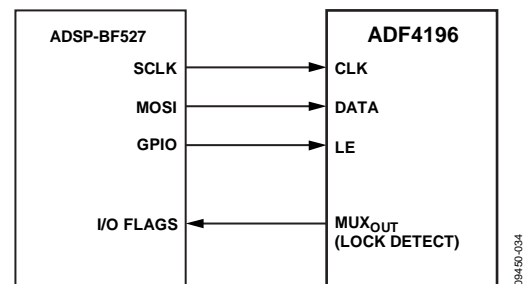 ADSP-BF527
ADF4196
SCLK
CLK
MOSI
DATA
GPIO
LE
I/O FLAGS
MUXOUT
(LOCK DETECT)
09450-034